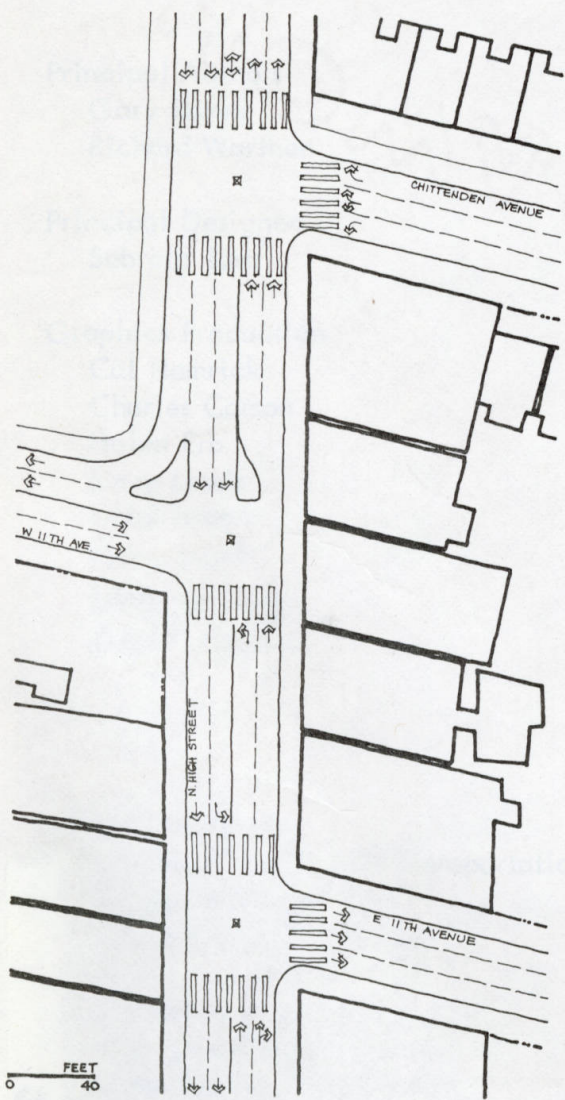 CHITTENDEN AVENUE
W 11TH AVE
N. HIGH STREET
E 11TH AVENUE
FEET
0 40